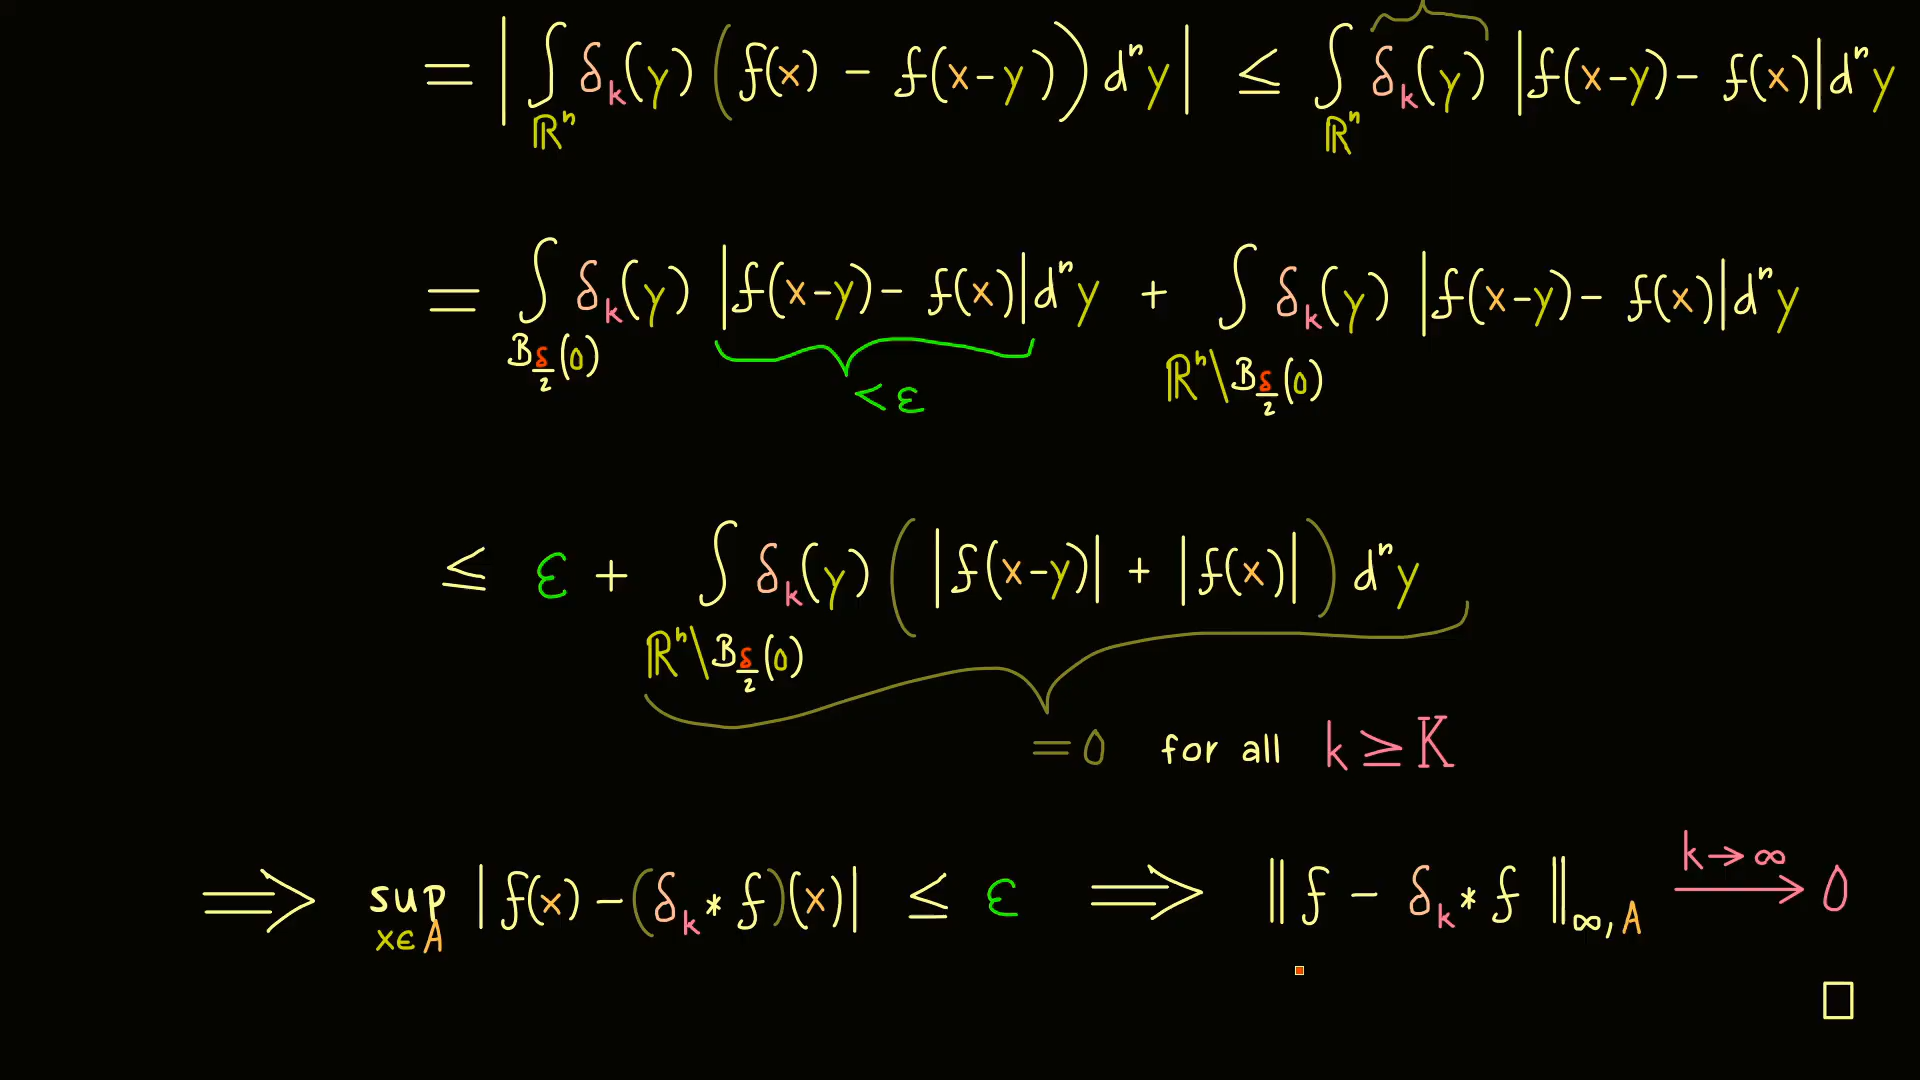 = | ∫_{ℝⁿ} δ_k(y) ( f(x) − f(x−y) ) dⁿy | ≤ ∫_{ℝⁿ} δ_k(y) | f(x−y) − f(x) | dⁿy
= ∫_{B_{δ/2}(0)} δ_k(y) | f(x−y) − f(x) | dⁿy + ∫_{ℝⁿ\B_{δ/2}(0)} δ_k(y) | f(x−y) − f(x) | dⁿy
< ε
≤ ε + ∫_{ℝⁿ\B_{δ/2}(0)} δ_k(y) ( |f(x−y)| + |f(x)| ) dⁿy
= 0 for all k ≥ K
⟹ sup_{x∈A} | f(x) − (δ_k * f)(x) | ≤ ε ⟹ ‖ f − δ_k * f ‖_{∞, A} →^{k→∞} 0
□